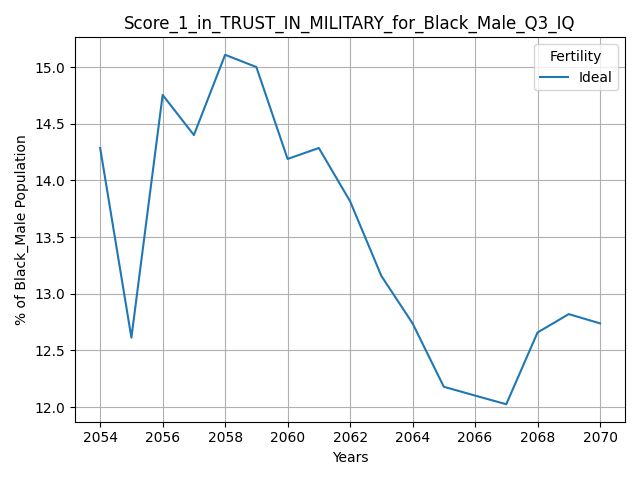 Score_1_in_TRUST_IN_MILITARY_for_Black_Male_Q3_IQ
Fertility
Ideal
% of Black_Male Population
15.0
14.5
14.0
13.5
13.0
12.5
12.0
2054 2056 2058 2060 2062 2064 2066 2068 2070
Years